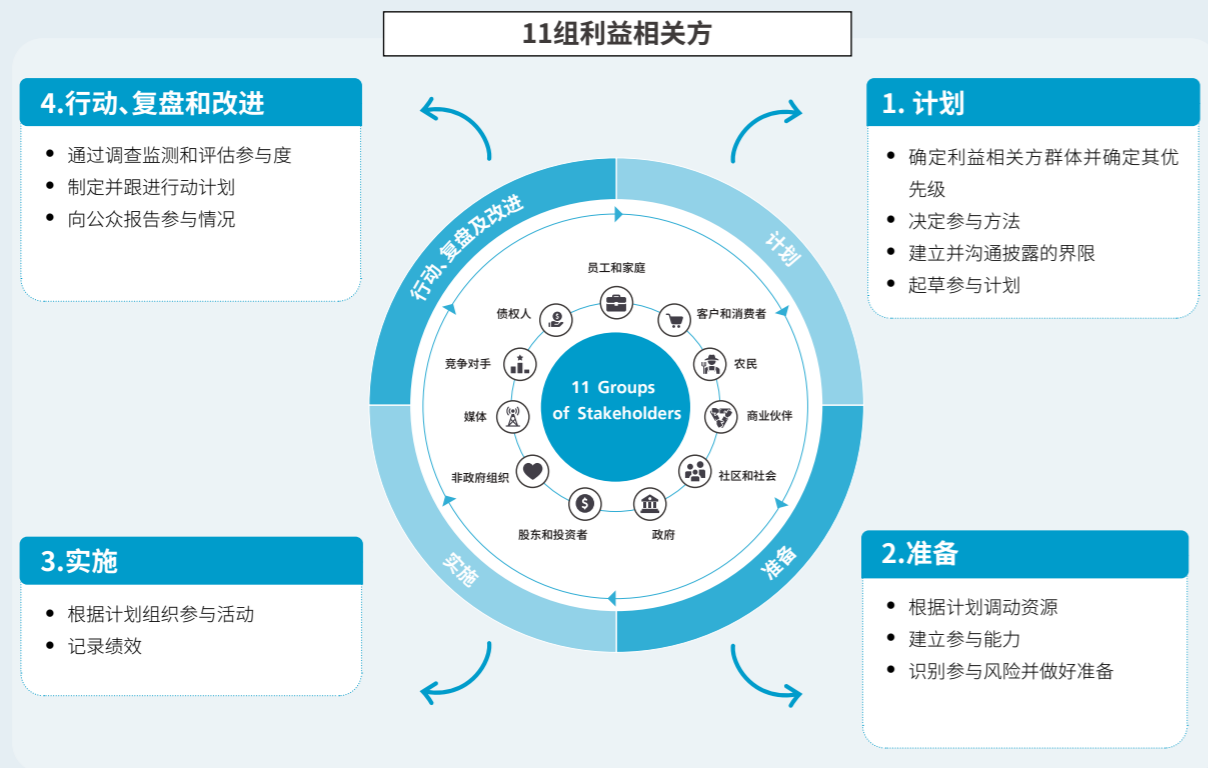 11组利益相关方
4.行动、复盘和改进
通过调查监测和评估参与度
制定并跟进行动计划
向公众报告参与情况
1. 计划
确定利益相关方群体并确定其优
先级
决定参与方法
建立并沟通披露的界限
起草参与计划
行动、复盘及改进
计划
员工和家庭
债权人
客户和消费者
竞争对手
农民
11 Groups
of Stakeholders
媒体
商业伙伴
非政府组织
社区和社会
股东和投资者
政府
实施
准备
3.实施
根据计划组织参与活动
记录绩效
2.准备
根据计划调动资源
建立参与能力
识别参与风险并做好准备